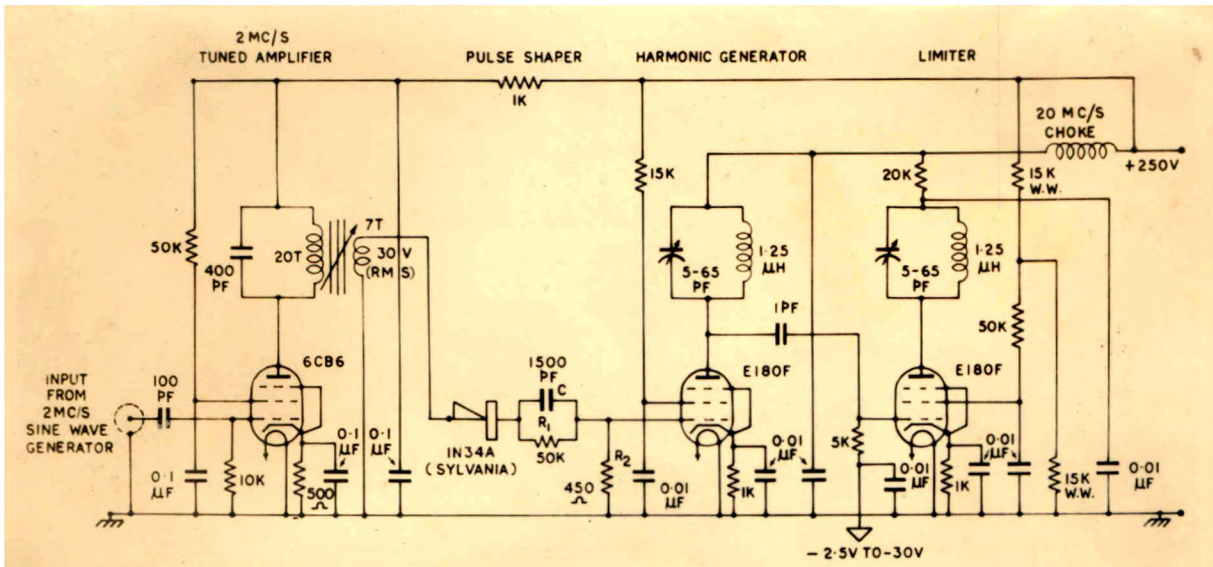 2 MC/S
TUNED AMPLIFIER
PULSE SHAPER
HARMONIC GENERATOR
LIMITER
1K
20 MC/S
CHOKE
+250V
15K
20K
15K
W.W.
50K
400
PF
20T
7T
30V
(RMS)
5-65
PF
1·25
μH
5-65
PF
1·25
μH
50K
1PF
6CB6
E180F
E180F
INPUT
FROM
2MC/S
SINE WAVE
GENERATOR
100
PF
1500
PF
C
R1
50K
1N34A
(SYLVANIA)
0·1
μF
10K
500
Ω
0·1
μF
0·1
μF
R2
450
Ω
0·01
μF
1K
0·01
μF
5K
0·01
μF
1K
0·01
μF
15K
W.W.
0·01
μF
– 2·5V TO–30V